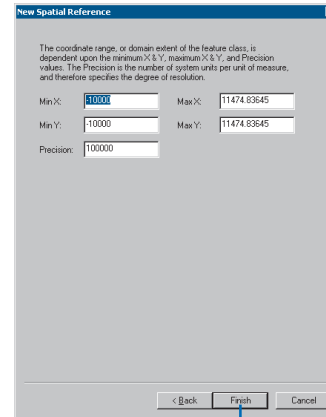 New Spatial Reference
The coordinate range, or domain extent of the feature class, is
dependent upon the minimum X & Y, maximum X & Y, and Precision
values. The Precision is the number of system units per unit of measure,
and therefore specifies the degree of resolution.
Min X: -10000 Max X: 11474.83645
Min Y: -10000 Max Y: 11474.83645
Precision: 100000
< Back Finish Cancel